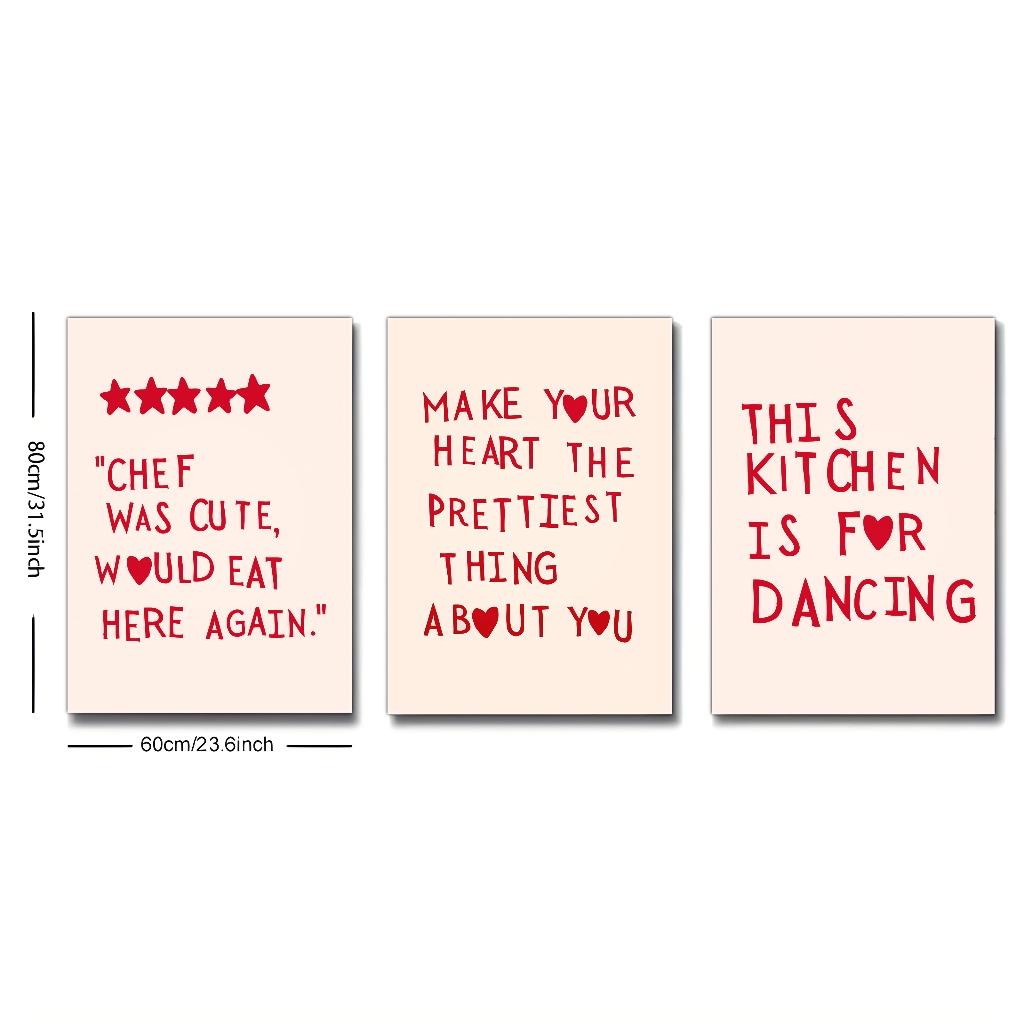 80cm/31.5inch
"CHEF
WAS CUTE,
WOULD EAT
HERE AGAIN."
60cm/23.6inch
MAKE YOUR
HEART THE
PRETTIEST
THING
ABOUT YOU
THIS
KITCHEN
IS FOR
DANCING